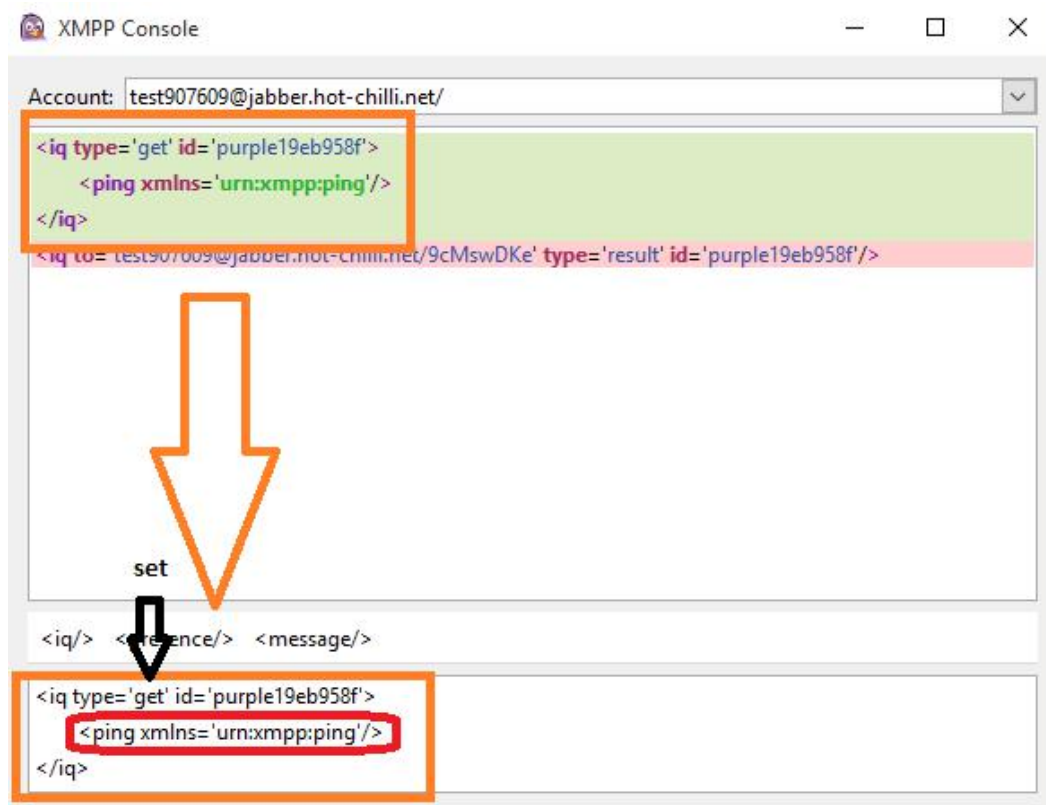 XMPP Console
Account: test907609@jabber.hot-chilli.net/
<iq type='get' id='purple19eb958f'>
<ping xmlns='urn:xmpp:ping'/>
</iq>
<iq to='test907609@jabber.hot-chilli.net/9cMswDKe' type='result' id='purple19eb958f'/>
set
<iq/> <presence/> <message/>
<iq type='get' id='purple19eb958f'>
<ping xmlns='urn:xmpp:ping'/>
</iq>